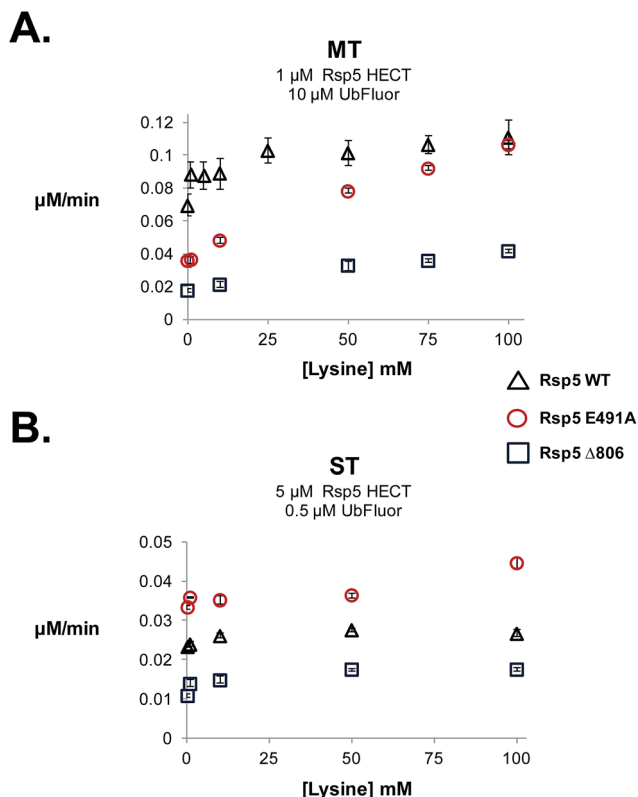 A.
MT
1 µM Rsp5 HECT
10 µM UbFluor
0.12
0.1
0.08
µM/min
0.06
0.04
0.02
0
0 25 50 75 100
[Lysine] mM
Rsp5 WT
Rsp5 E491A
Rsp5 ∆806
B.
ST
5 µM Rsp5 HECT
0.5 µM UbFluor
0.05
0.04
0.03
µM/min
0.02
0.01
0
0 25 50 75 100
[Lysine] mM